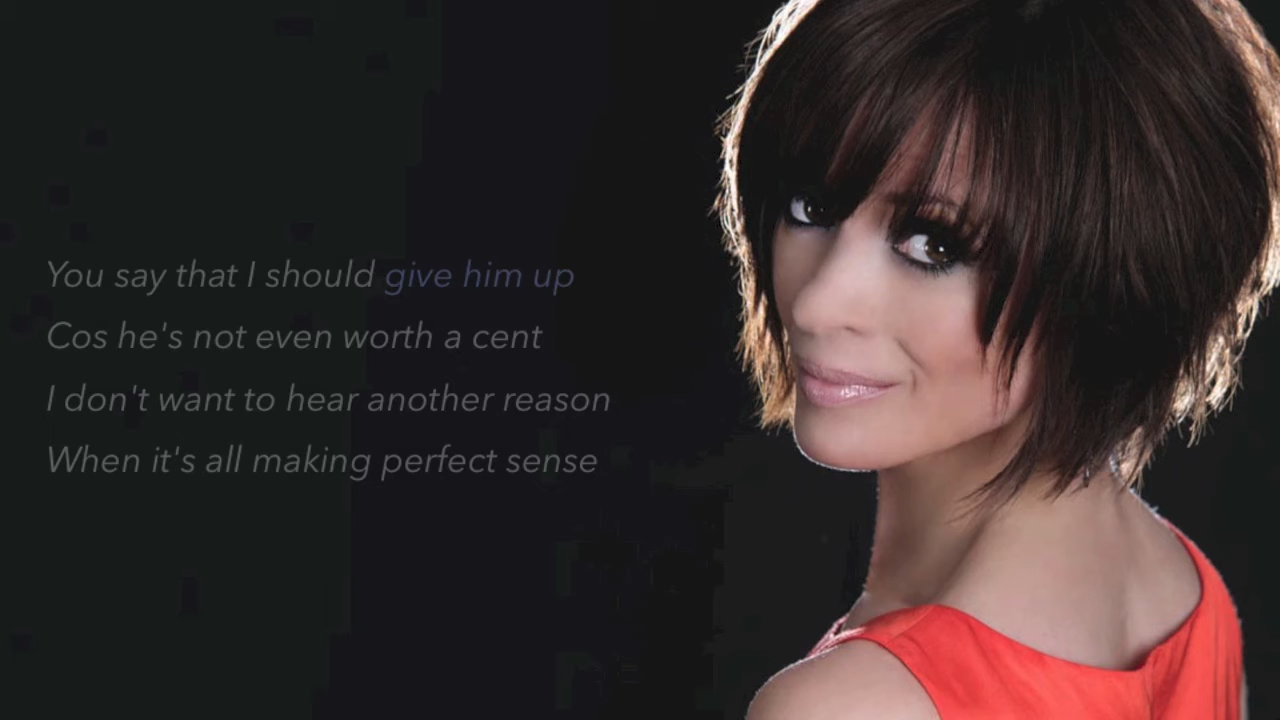 You say that I should give him up
Cos he's not even worth a cent
I don't want to hear another reason
When it's all making perfect sense